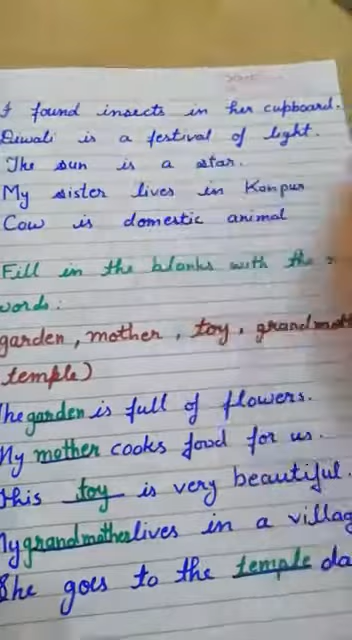 I found insects in her cupboard.
Diwali is a festival of light.
The sun is a star.
My sister lives in Kanpur
Cow is domestic animal
Fill in the blanks with the
words:
garden, mother, toy, grandmoth
temple)
The garden is full of flowers.
My mother cooks food for us.
This toy is very beautiful.
My grandmother lives in a villag
She goes to the temple da